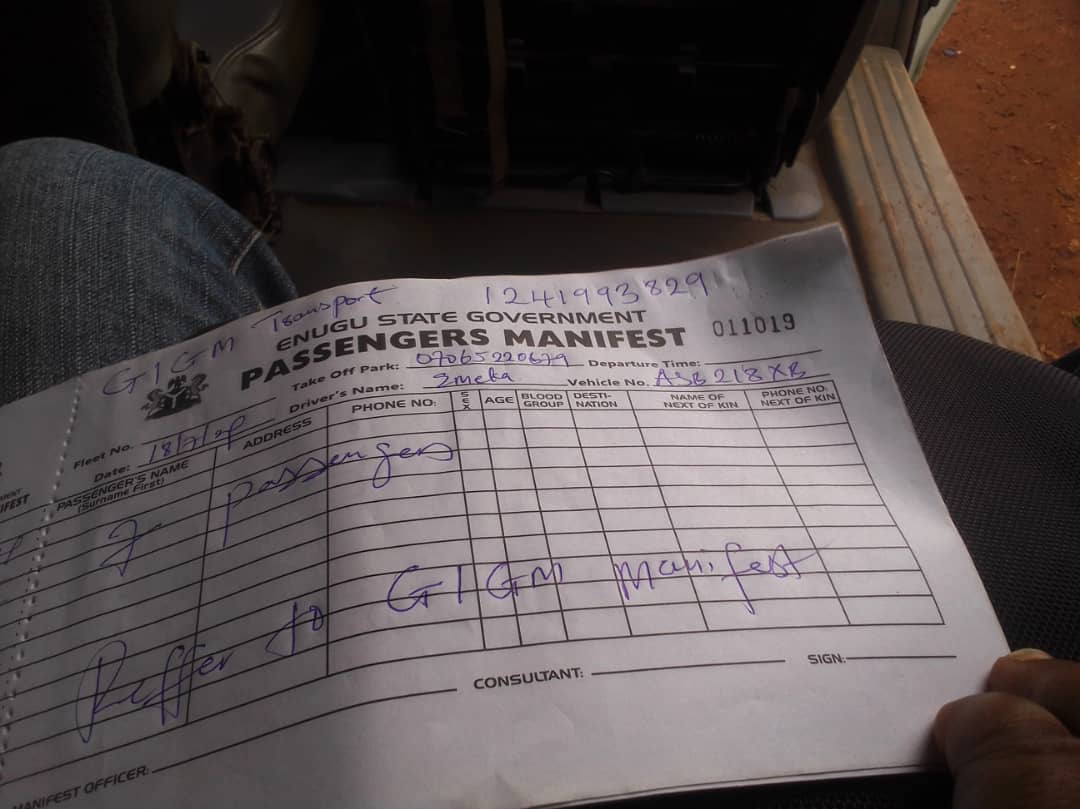 GIGM Transport 1241993829
ENUGU STATE GOVERNMENT
PASSENGERS MANIFEST 011019
Take Off Park: 07065220679 Departure Time:
Driver's Name: Emeka Vehicle No. ASB 218 XB
Fleet No.
Date: 18/7/20
PASSENGER'S NAME (Surname First) ADDRESS PHONE NO: SEX AGE BLOOD GROUP DESTI-NATION NAME OF NEXT OF KIN PHONE NO. NEXT OF KIN
passengers
Reffer to GIGM Manifest
CONSULTANT: SIGN:
MANIFEST OFFICER: